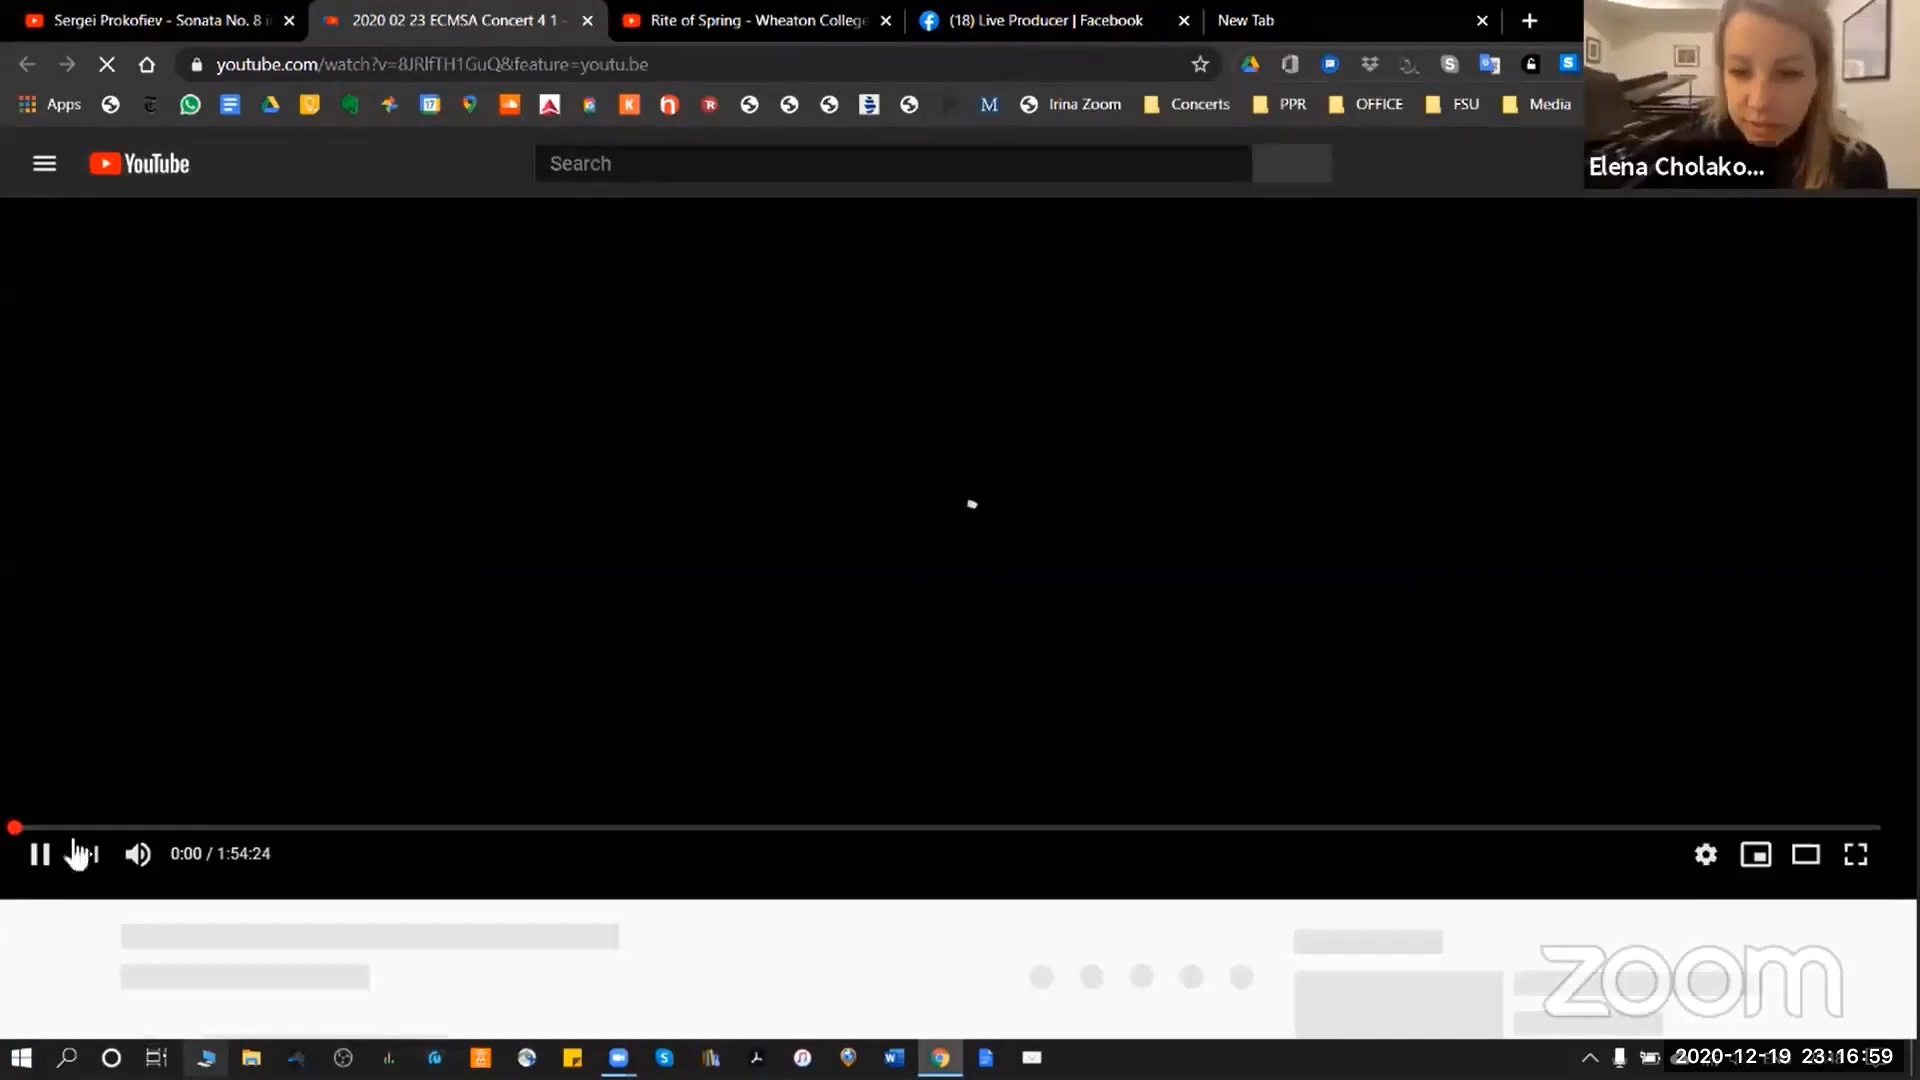 Sergei Prokofiev - Sonata No. 8 i
2020 02 23 ECMSA Concert 4 1 -
Rite of Spring - Wheaton College
(18) Live Producer | Facebook
New Tab
youtube.com/watch?v=8JRlfTH1GuQ&feature=youtu.be
Apps
Irina Zoom
Concerts
PPR
OFFICE
FSU
Media
YouTube
Search
Elena Cholako...
0:00 / 1:54:24
zoom
2020-12-19 23:16:59